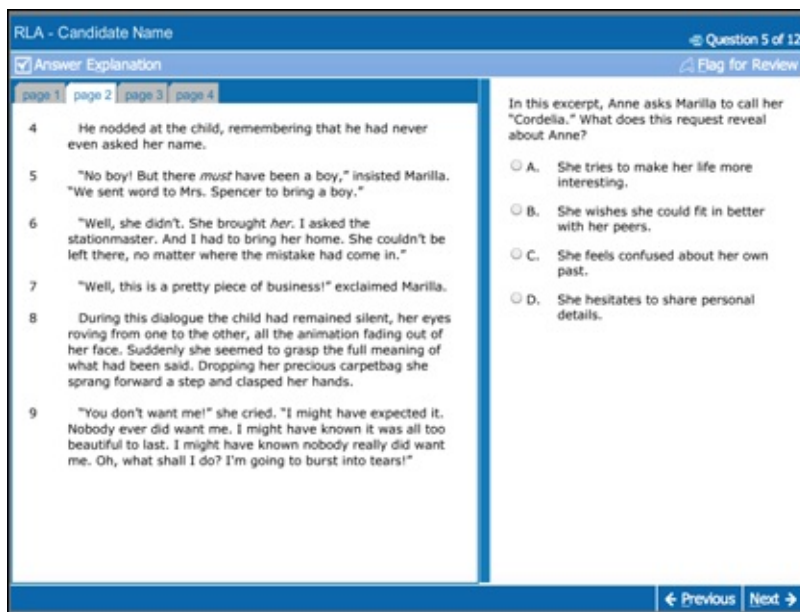 RLA - Candidate Name
Question 5 of 12
Answer Explanation
Flag for Review
page 1 page 2 page 3 page 4
4 He nodded at the child, remembering that he had never
even asked her name.
5 "No boy! But there must have been a boy," insisted Marilla.
"We sent word to Mrs. Spencer to bring a boy."
6 "Well, she didn't. She brought her. I asked the
stationmaster. And I had to bring her home. She couldn't be
left there, no matter where the mistake had come in."
7 "Well, this is a pretty piece of business!" exclaimed Marilla.
8 During this dialogue the child had remained silent, her eyes
roving from one to the other, all the animation fading out of
her face. Suddenly she seemed to grasp the full meaning of
what had been said. Dropping her precious carpetbag she
sprang forward a step and clasped her hands.
9 "You don't want me!" she cried. "I might have expected it.
Nobody ever did want me. I might have known it was all too
beautiful to last. I might have known nobody really did want
me. Oh, what shall I do? I'm going to burst into tears!"
In this excerpt, Anne asks Marilla to call her
"Cordelia." What does this request reveal
about Anne?
A. She tries to make her life more
interesting.
B. She wishes she could fit in better
with her peers.
C. She feels confused about her own
past.
D. She hesitates to share personal
details.
Previous Next